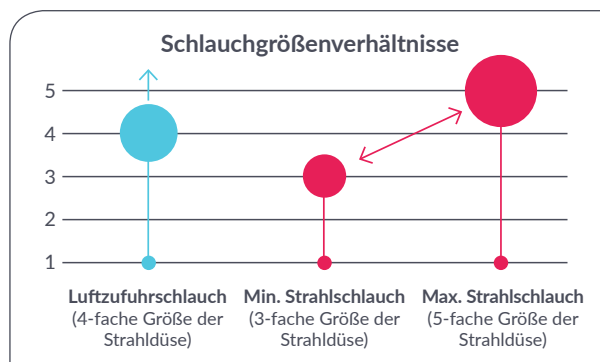 Schlauchgrößenverhältnisse
5
4
3
2
1
Luftzufuhrschlauch
(4-fache Größe der
Strahldüse)
Min. Strahlschlauch
(3-fache Größe der
Strahldüse)
Max. Strahlschlauch
(5-fache Größe der
Strahldüse)